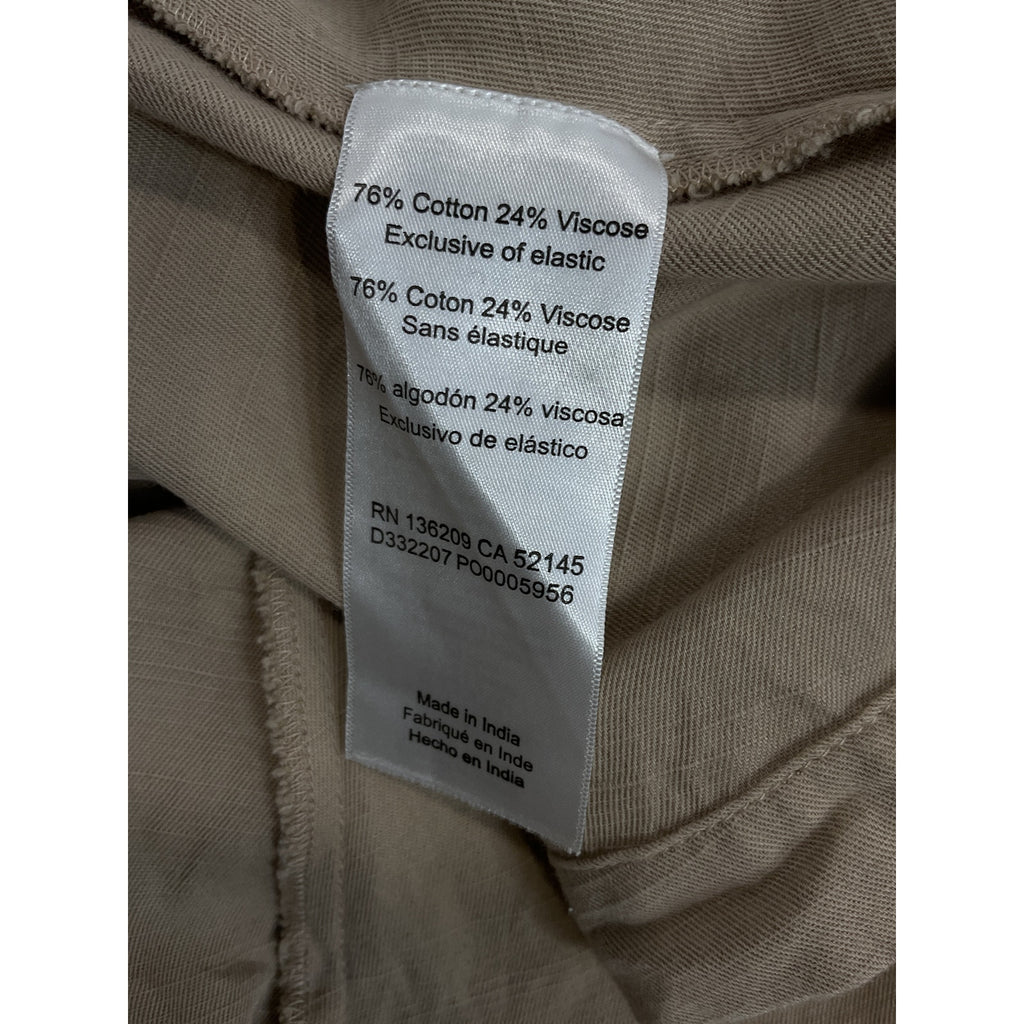 76% Cotton 24% Viscose
Exclusive of elastic
76% Coton 24% Viscose
Sans élastique
76% algodón 24% viscosa
Exclusivo de elástico
RN 136209 CA 52145
D332207 PO0005956
Made in India
Fabriqué en Inde
Hecho en India